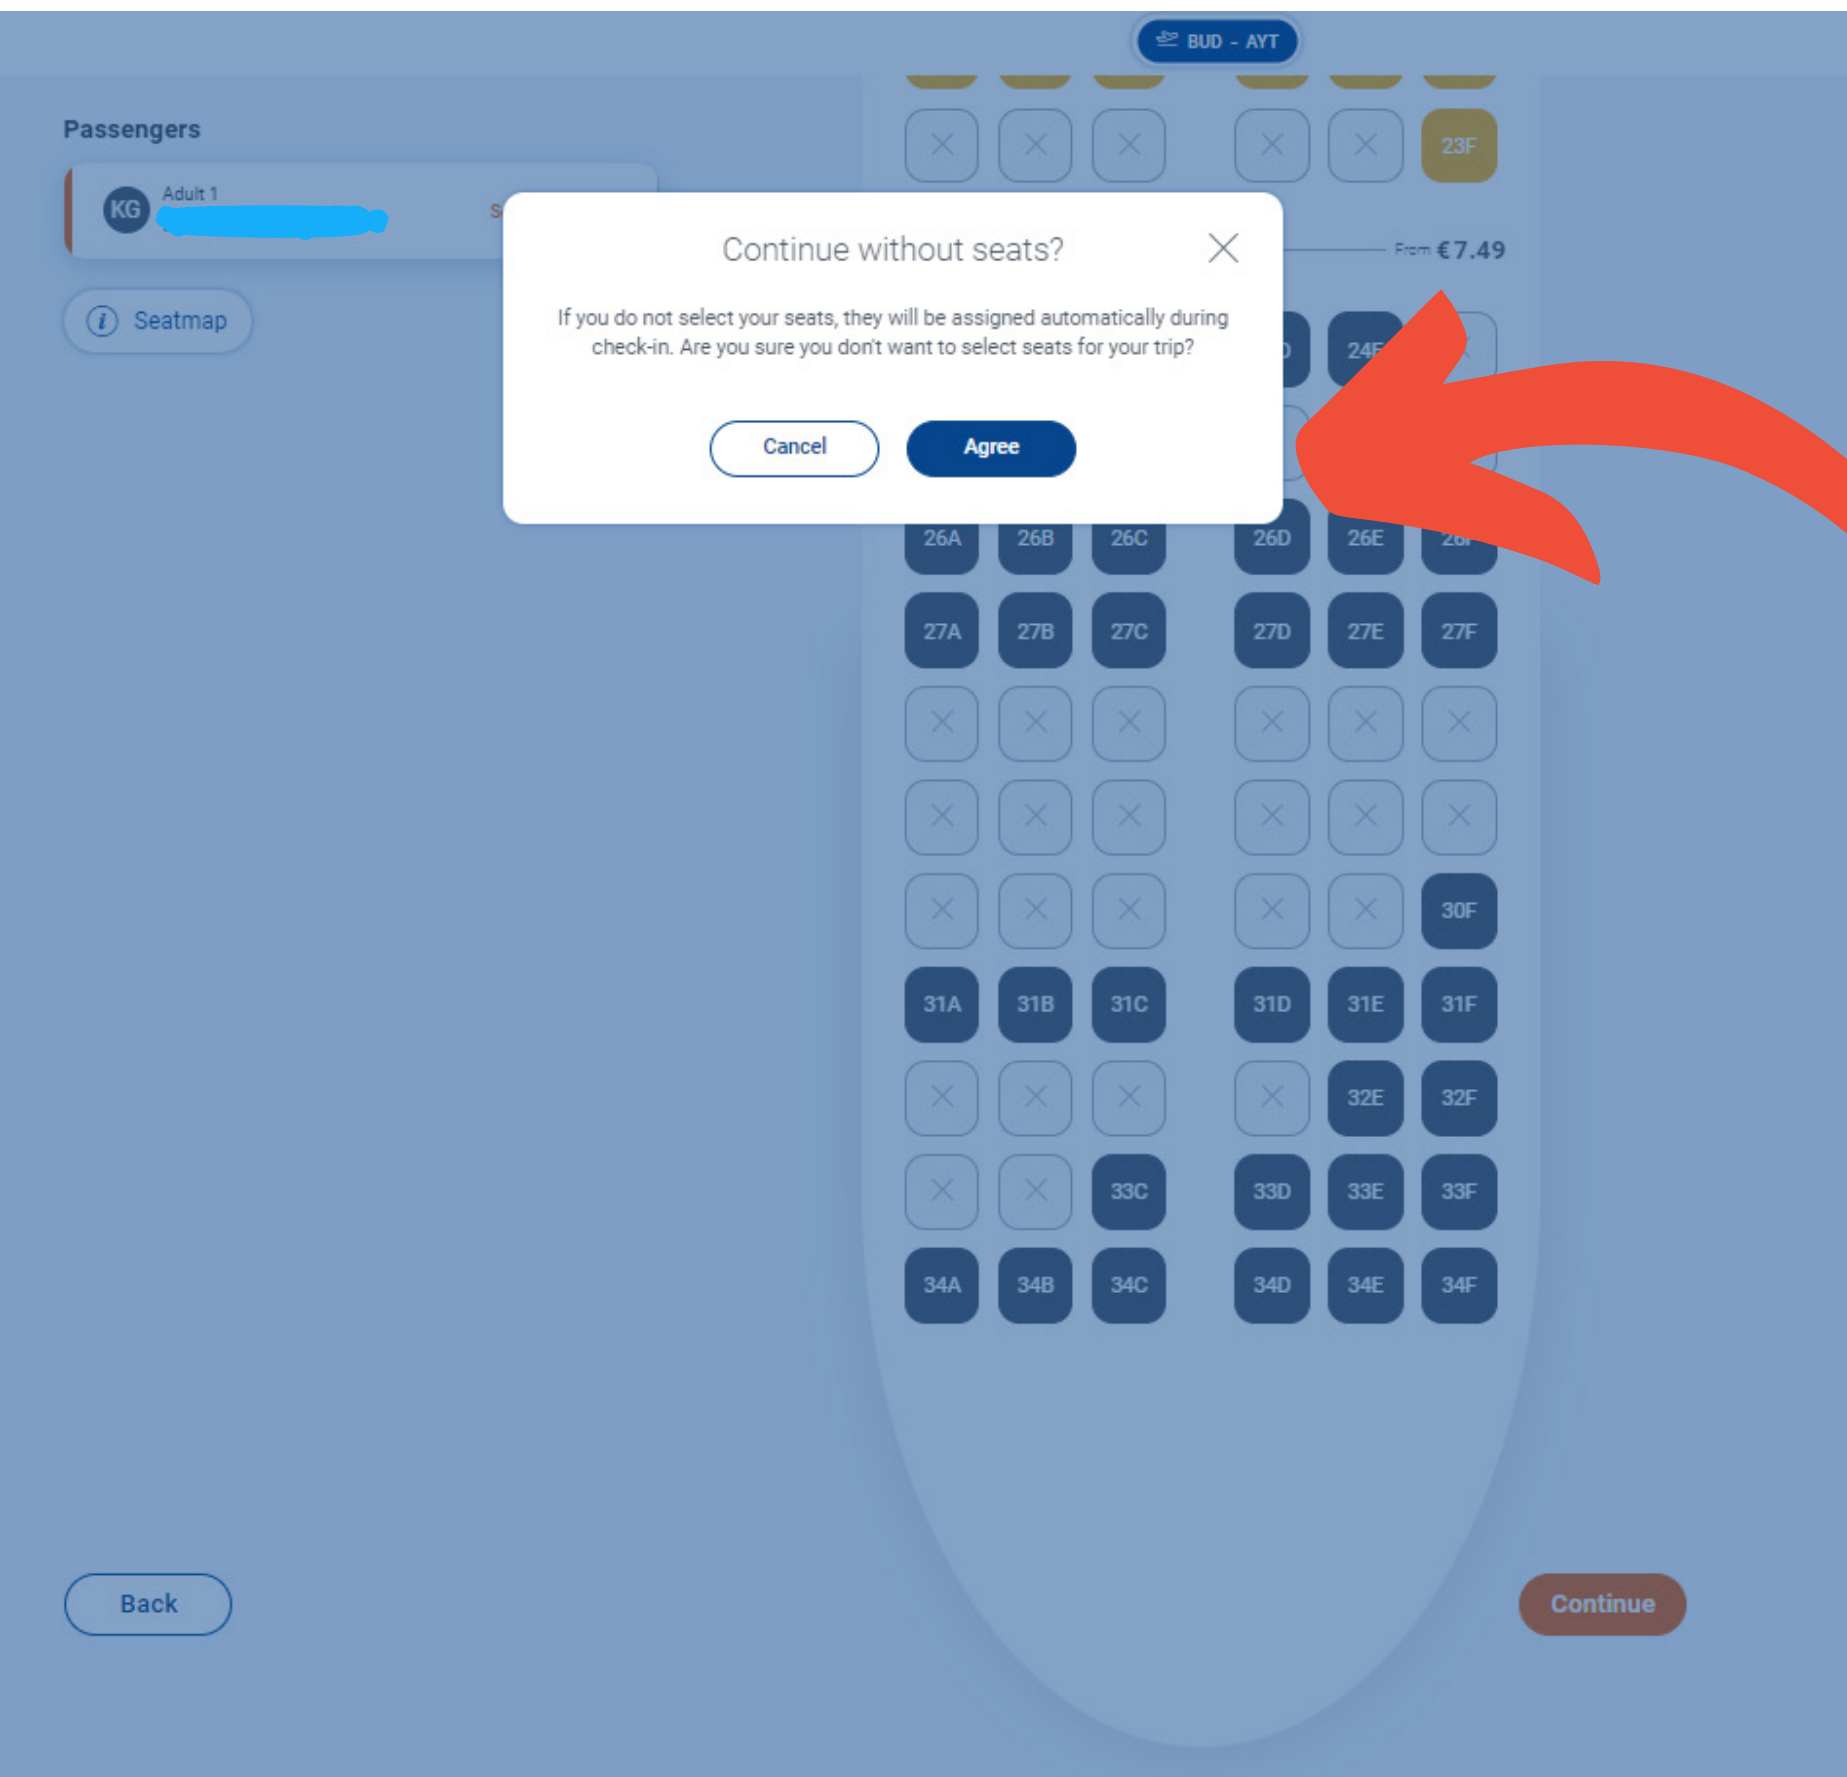 BUD - AYT
Passengers
KG
Adult 1
Seatmap
23F
Continue without seats?
If you do not select your seats, they will be assigned automatically during
check-in. Are you sure you don't want to select seats for your trip?
Cancel
Agree
From €7.49
26A 26B 26C 26D 26E
27A 27B 27C 27D 27E 27F
30F
31A 31B 31C 31D 31E 31F
32E 32F
33C 33D 33E 33F
34A 34B 34C 34D 34E 34F
Back
Continue